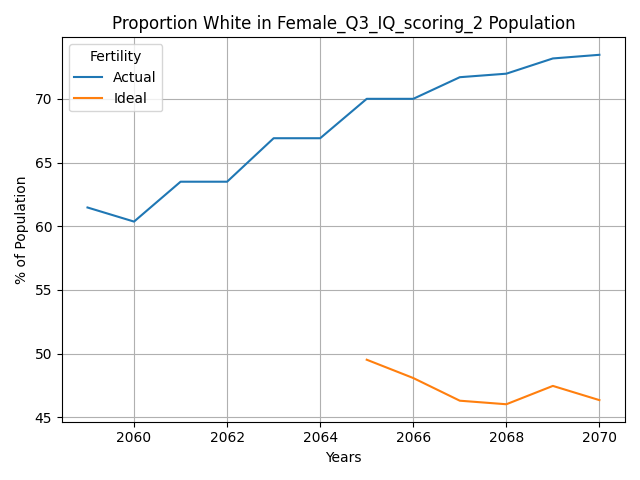 Proportion White in Female_Q3_IQ_scoring_2 Population
Fertility
Actual
Ideal
% of Population
70
65
60
55
50
45
2060 2062 2064 2066 2068 2070
Years